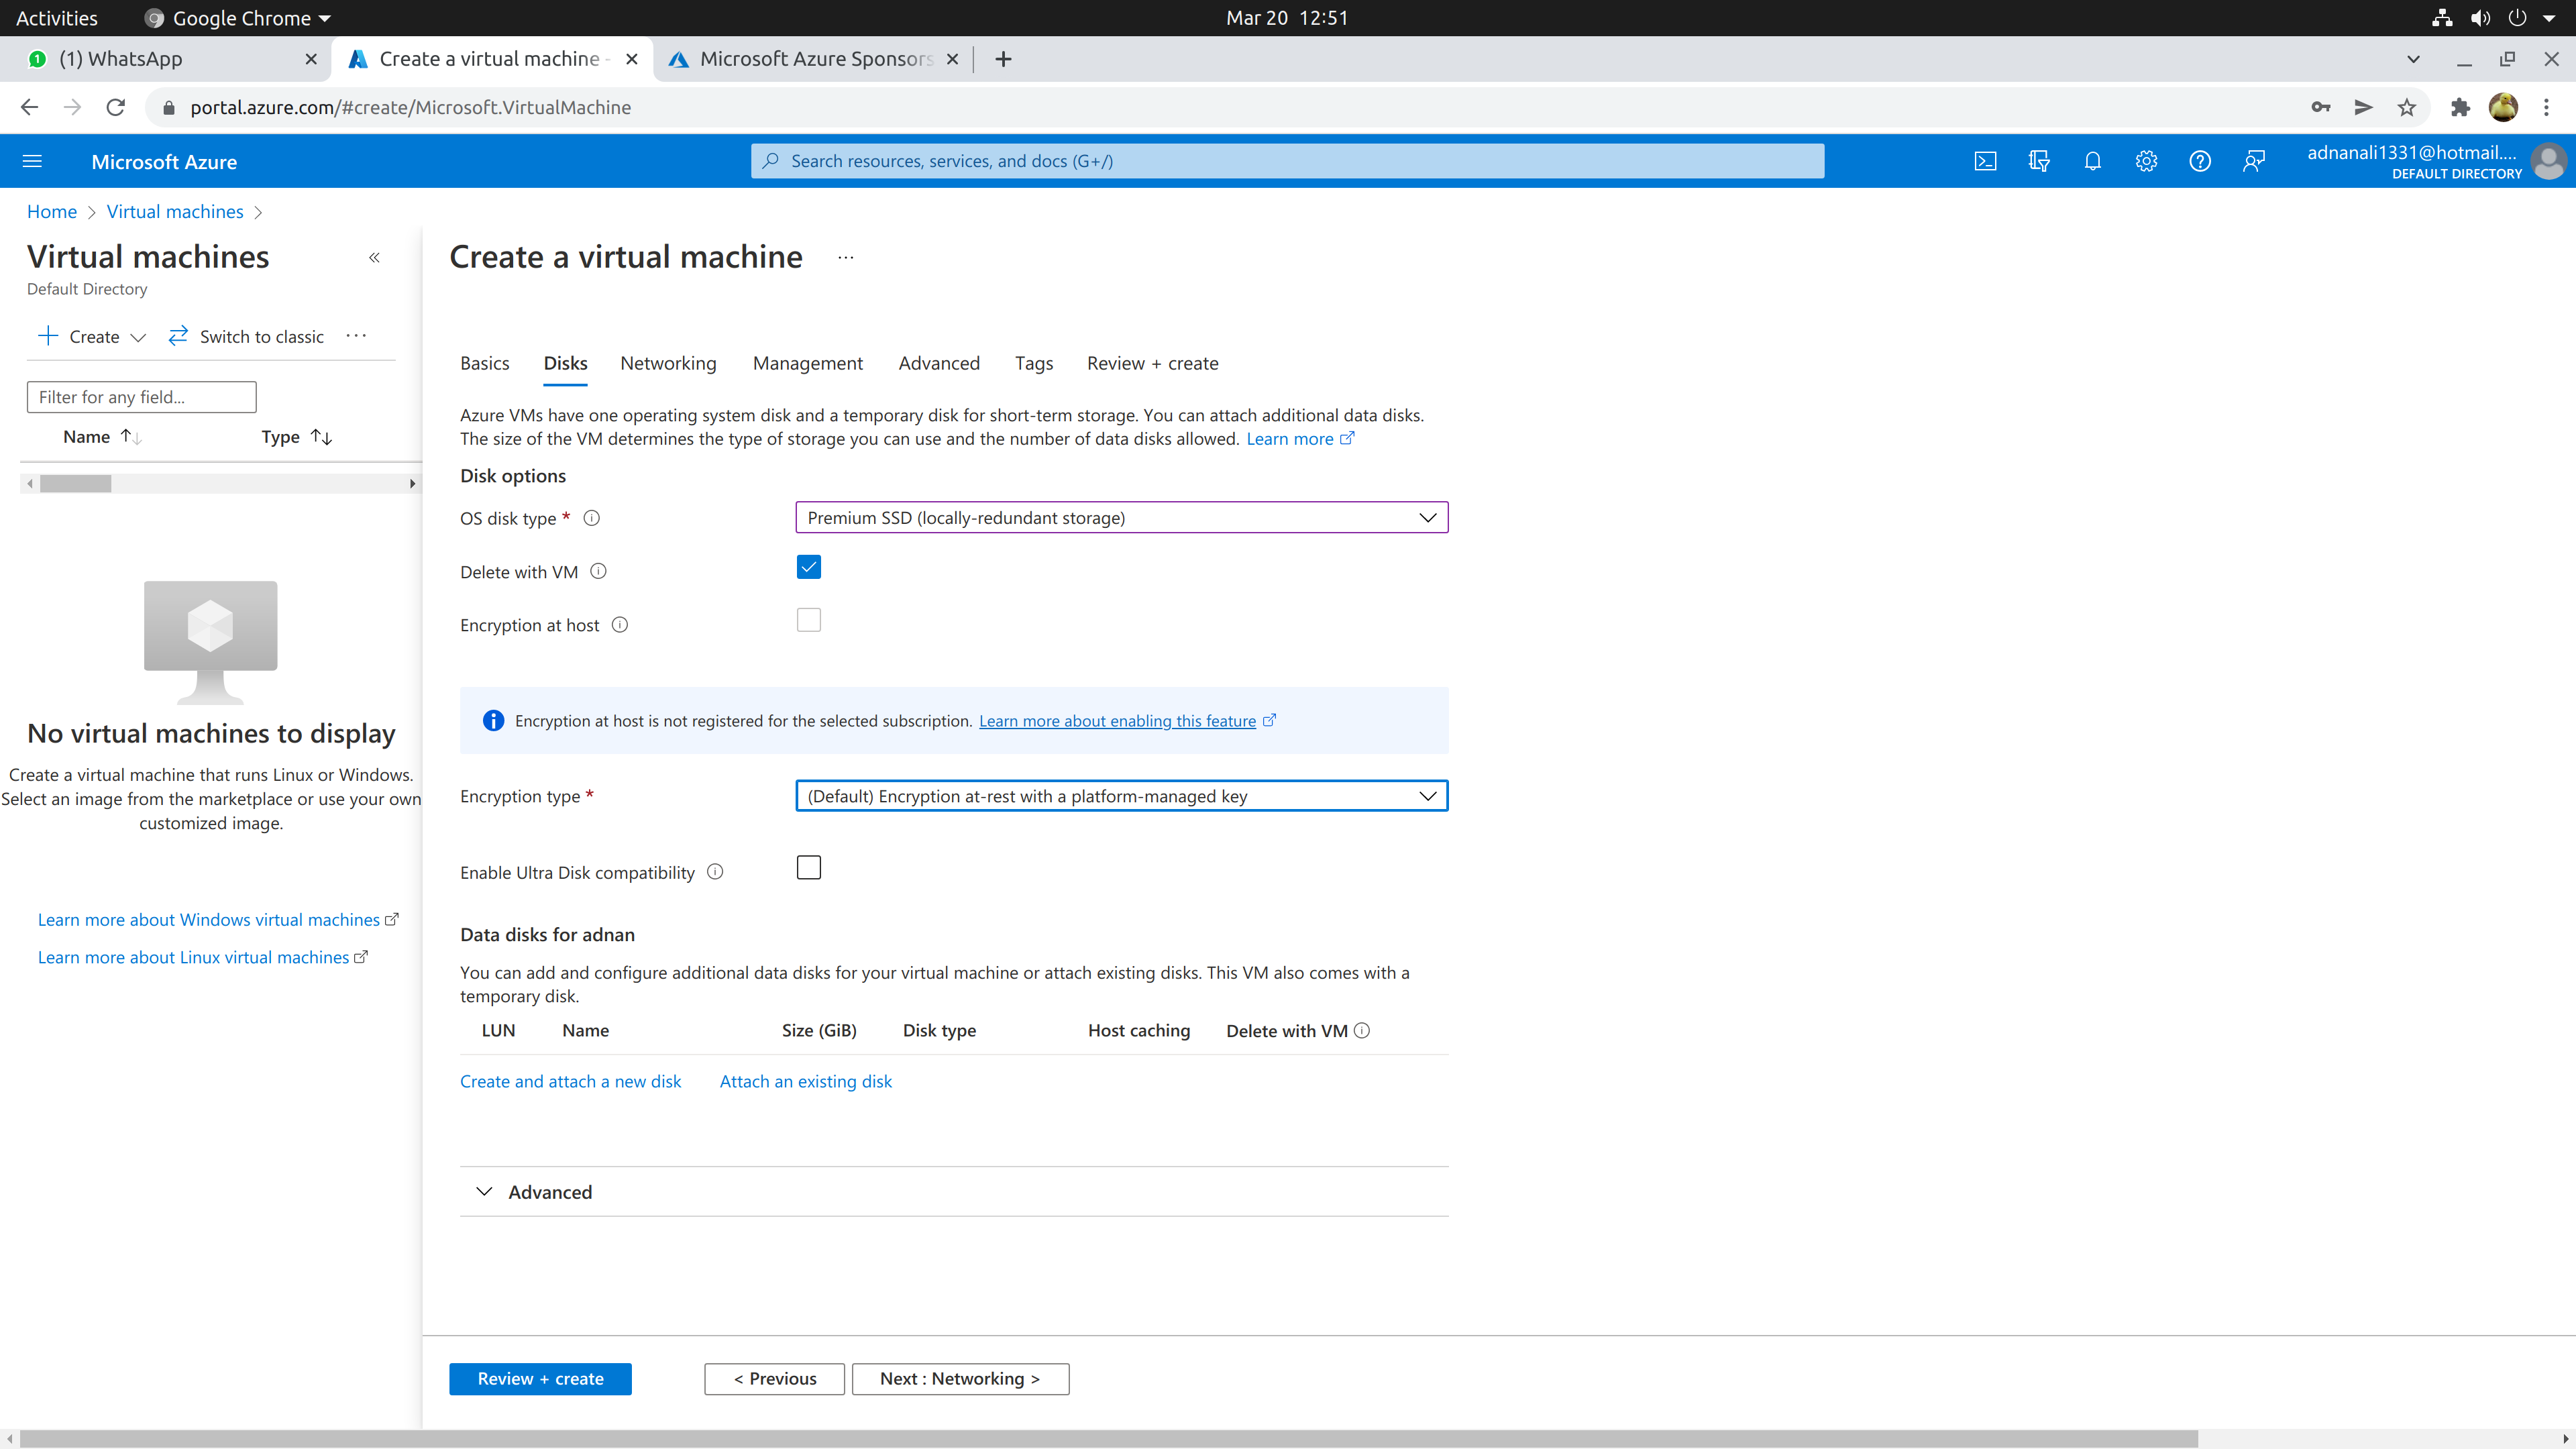 Activities
Google Chrome
Mar 20 12:51
(1) WhatsApp
Create a virtual machine -
Microsoft Azure Sponsors
portal.azure.com/#create/Microsoft.VirtualMachine
Microsoft Azure
Search resources, services, and docs (G+/)
adnanali1331@hotmail....
DEFAULT DIRECTORY
Home > Virtual machines >
Virtual machines
Default Directory
Create
Switch to classic
Filter for any field...
Name
Type
No virtual machines to display
Create a virtual machine that runs Linux or Windows.
Select an image from the marketplace or use your own
customized image.
Learn more about Windows virtual machines
Learn more about Linux virtual machines
Create a virtual machine
...
Basics Disks Networking Management Advanced Tags Review + create
Azure VMs have one operating system disk and a temporary disk for short-term storage. You can attach additional data disks.
The size of the VM determines the type of storage you can use and the number of data disks allowed. Learn more
Disk options
OS disk type *
Premium SSD (locally-redundant storage)
Delete with VM
Encryption at host
Encryption at host is not registered for the selected subscription. Learn more about enabling this feature
Encryption type *
(Default) Encryption at-rest with a platform-managed key
Enable Ultra Disk compatibility
Data disks for adnan
You can add and configure additional data disks for your virtual machine or attach existing disks. This VM also comes with a
temporary disk.
LUN Name Size (GiB) Disk type Host caching Delete with VM
Create and attach a new disk Attach an existing disk
Advanced
Review + create
< Previous
Next : Networking >